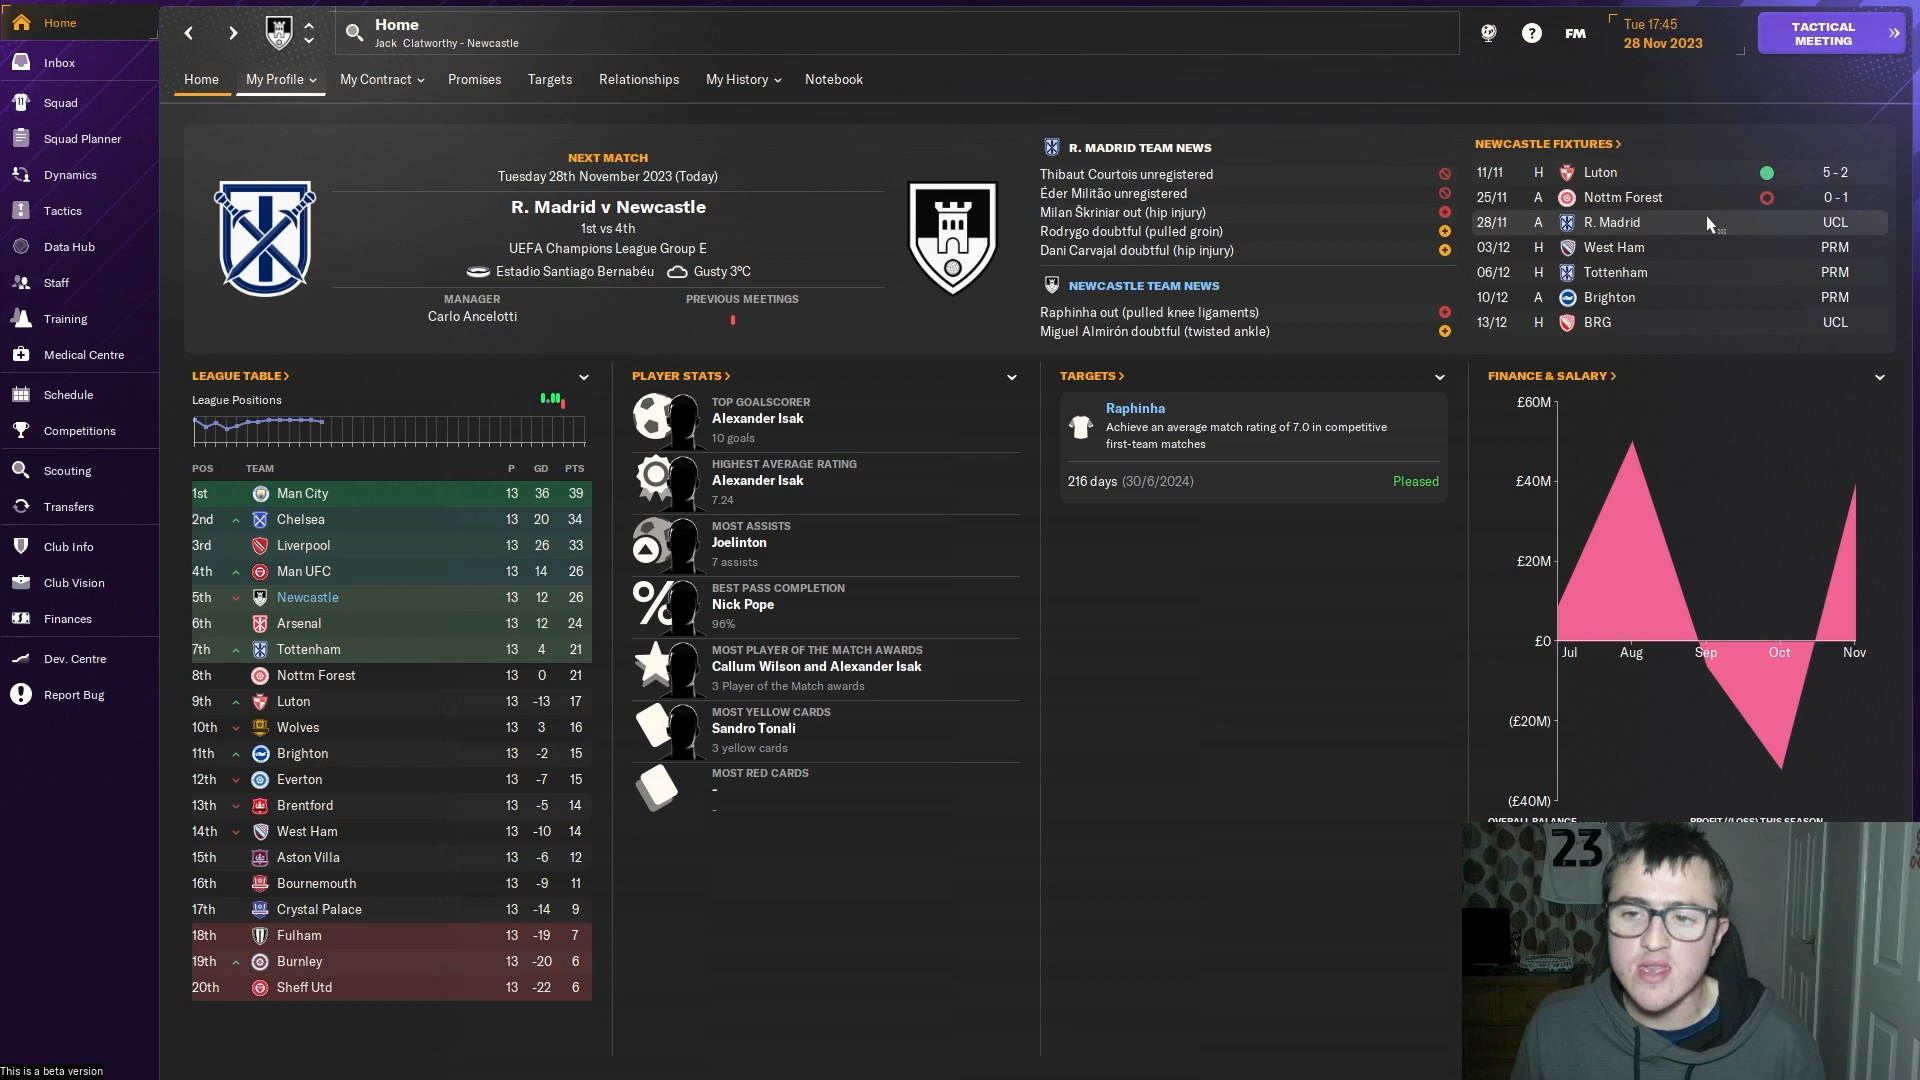 Home
Inbox
Squad
Squad Planner
Dynamics
Tactics
Data Hub
Staff
Training
Medical Centre
Schedule
Competitions
Scouting
Transfers
Club Info
Club Vision
Finances
Dev. Centre
Report Bug
This is a beta version
Home
Jack Clatworthy - Newcastle
FM
Tue 17:45
28 Nov 2023
TACTICAL
MEETING
Home My Profile My Contract Promises Targets Relationships My History Notebook
NEXT MATCH
Tuesday 28th November 2023 (Today)
R. Madrid v Newcastle
1st vs 4th
UEFA Champions League Group E
Estadio Santiago Bernabéu Gusty 3ºC
MANAGER
Carlo Ancelotti
PREVIOUS MEETINGS
R. MADRID TEAM NEWS
Thibaut Courtois unregistered
Éder Militão unregistered
Milan Škriniar out (hip injury)
Rodrygo doubtful (pulled groin)
Dani Carvajal doubtful (hip injury)
NEWCASTLE TEAM NEWS
Raphinha out (pulled knee ligaments)
Miguel Almirón doubtful (twisted ankle)
NEWCASTLE FIXTURES >
11/11 H Luton 5 - 2
25/11 A Nottm Forest 0 - 1
28/11 A R. Madrid UCL
03/12 H West Ham PRM
06/12 H Tottenham PRM
10/12 A Brighton PRM
13/12 H BRG UCL
LEAGUE TABLE >
League Positions
POS TEAM P GD PTS
1st Man City 13 36 39
2nd Chelsea 13 20 34
3rd Liverpool 13 26 33
4th Man UFC 13 14 26
5th Newcastle 13 12 26
6th Arsenal 13 12 24
7th Tottenham 13 4 21
8th Nottm Forest 13 0 21
9th Luton 13 -13 17
10th Wolves 13 3 16
11th Brighton 13 -2 15
12th Everton 13 -7 15
13th Brentford 13 -5 14
14th West Ham 13 -10 14
15th Aston Villa 13 -6 12
16th Bournemouth 13 -9 11
17th Crystal Palace 13 -14 9
18th Fulham 13 -19 7
19th Burnley 13 -20 6
20th Sheff Utd 13 -22 6
PLAYER STATS >
TOP GOALSCORER
Alexander Isak
10 goals
HIGHEST AVERAGE RATING
Alexander Isak
7.24
MOST ASSISTS
Joelinton
7 assists
BEST PASS COMPLETION
Nick Pope
96%
MOST PLAYER OF THE MATCH AWARDS
Callum Wilson and Alexander Isak
3 Player of the Match awards
MOST YELLOW CARDS
Sandro Tonali
3 yellow cards
MOST RED CARDS
-
-
TARGETS >
Raphinha
Achieve an average match rating of 7.0 in competitive
first-team matches
216 days (30/6/2024) Pleased
FINANCE & SALARY >
£60M
£40M
£20M
£0
(£20M)
(£40M)
Jul Aug Sep Oct Nov
OVERALL BALANCE PROFIT/(LOSS) THIS SEASON
23